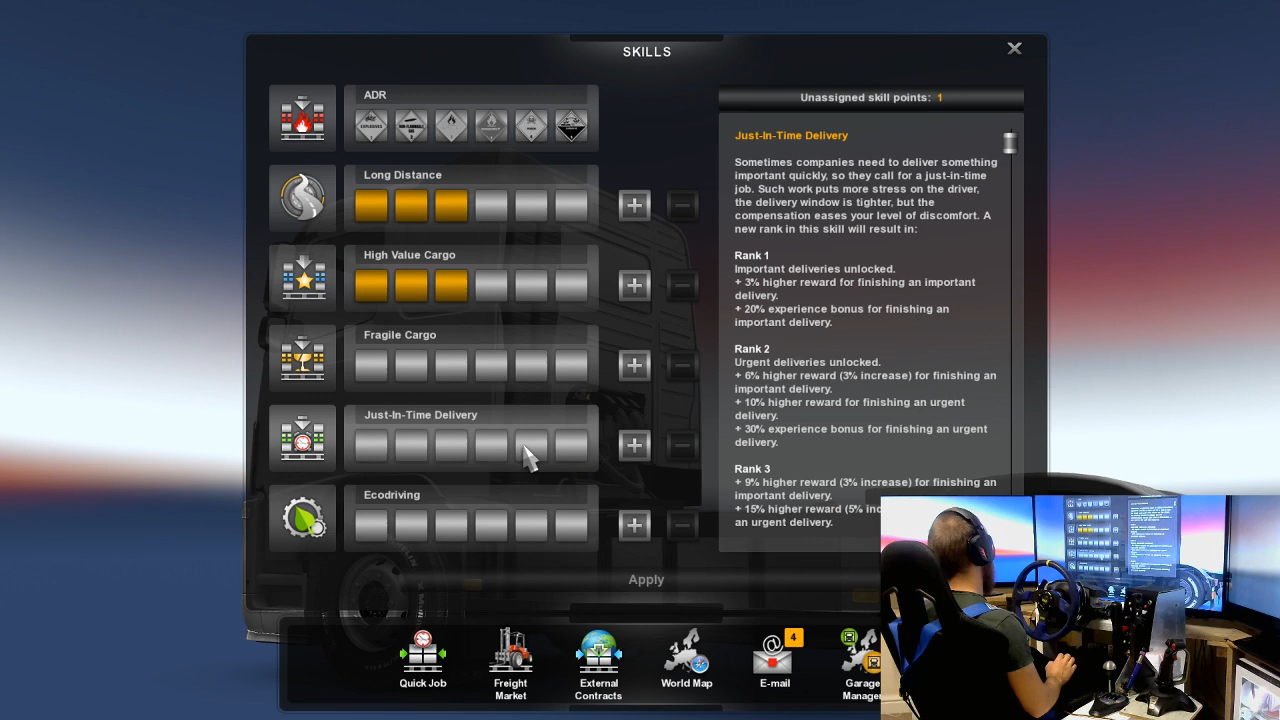 SKILLS
ADR
EXPLOSIVES
Long Distance
High Value Cargo
Fragile Cargo
Just-In-Time Delivery
Ecodriving
Unassigned skill points: 1
Just-In-Time Delivery
Sometimes companies need to deliver something
important quickly, so they call for a just-in-time
job. Such work puts more stress on the driver,
the delivery window is tighter, but the
compensation eases your level of discomfort. A
new rank in this skill will result in:
Rank 1
Important deliveries unlocked.
+ 3% higher reward for finishing an important
delivery.
+ 20% experience bonus for finishing an
important delivery.
Rank 2
Urgent deliveries unlocked.
+ 6% higher reward (3% increase) for finishing an
important delivery.
+ 10% higher reward for finishing an urgent
delivery.
+ 30% experience bonus for finishing an urgent
delivery.
Rank 3
+ 9% higher reward (3% increase) for finishing an
important delivery.
+ 15% higher reward (5% inc
an urgent delivery.
Apply
Quick Job
Freight
Market
External
Contracts
World Map
4
E-mail
Garage
Manager